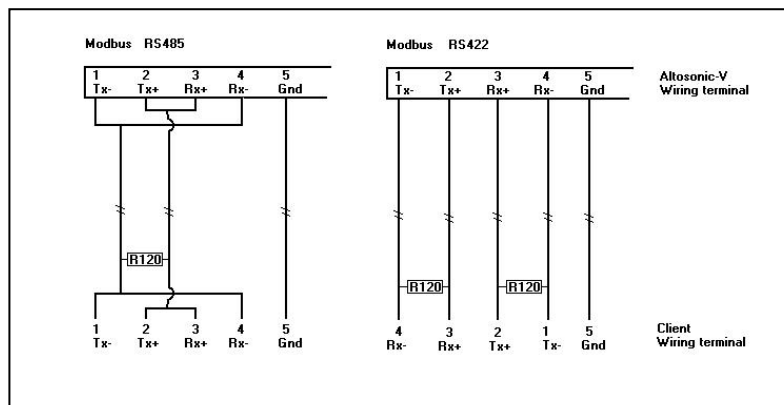 Modbus RS485
Modbus RS422
1 2 3 4 5
Tx- Tx+ Rx+ Rx- Gnd
1 2 3 4 5
Tx- Tx+ Rx+ Rx- Gnd
Altosonic-V
Wiring terminal
R120
R120 R120
1 2 3 4 5
Tx- Tx+ Rx+ Rx- Gnd
4 3 2 1 5
Rx- Rx+ Tx+ Tx- Gnd
Client
Wiring terminal